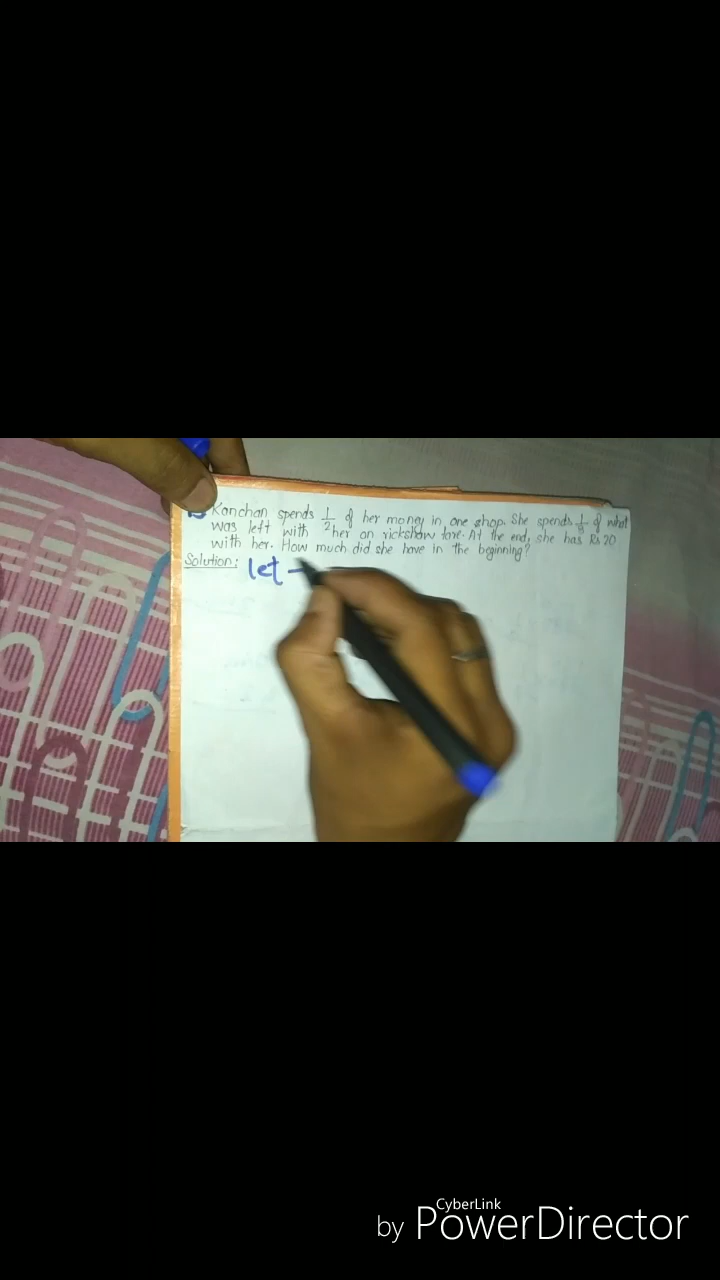 Kanchan spends 1/2 of her money in one shop. She spends 1/3 of what
was left with her on rickshaw fare. At the end, she has Rs 20
with her. How much did she have in the beginning?
Solution: let
CyberLink
by PowerDirector